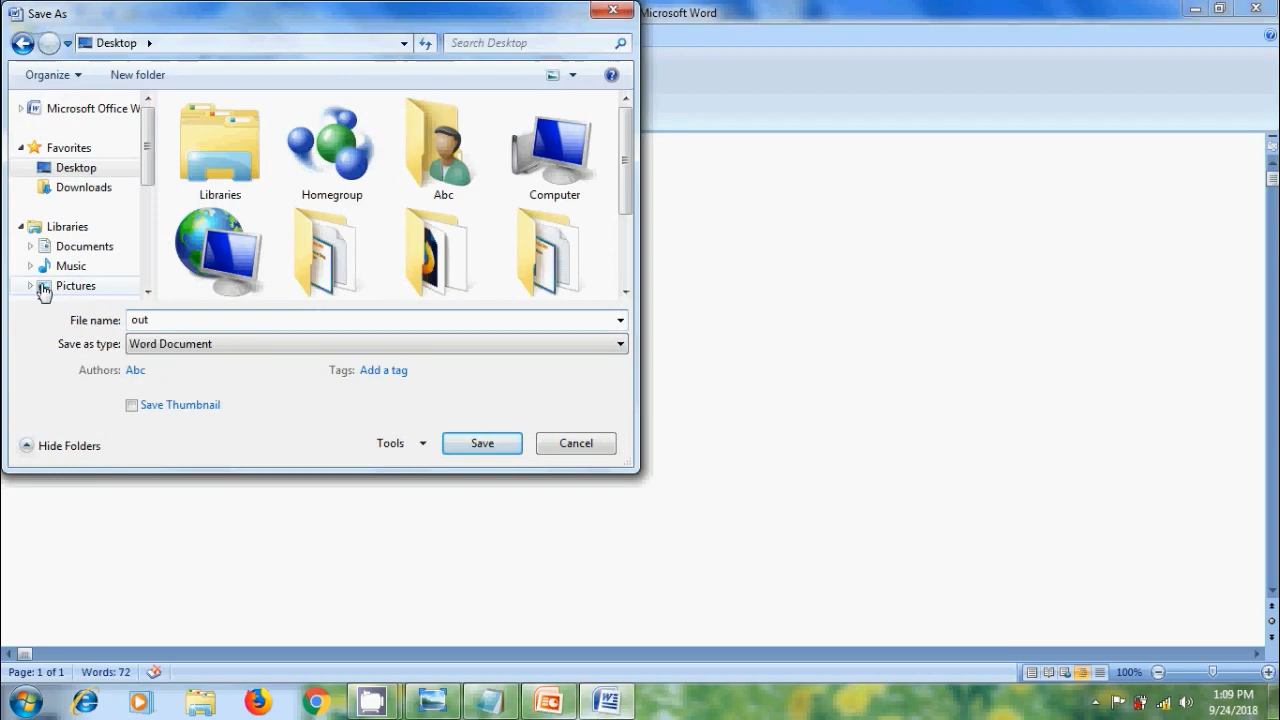 Save As
Microsoft Word
Desktop
Search Desktop
Organize
New folder
Microsoft Office W
Favorites
Desktop
Downloads
Libraries
Documents
Music
Pictures
Libraries
Homegroup
Abc
Computer
File name: out
Save as type: Word Document
Authors: Abc
Tags: Add a tag
Save Thumbnail
Hide Folders
Tools
Save
Cancel
Page: 1 of 1
Words: 72
100%
1:09 PM
9/24/2018